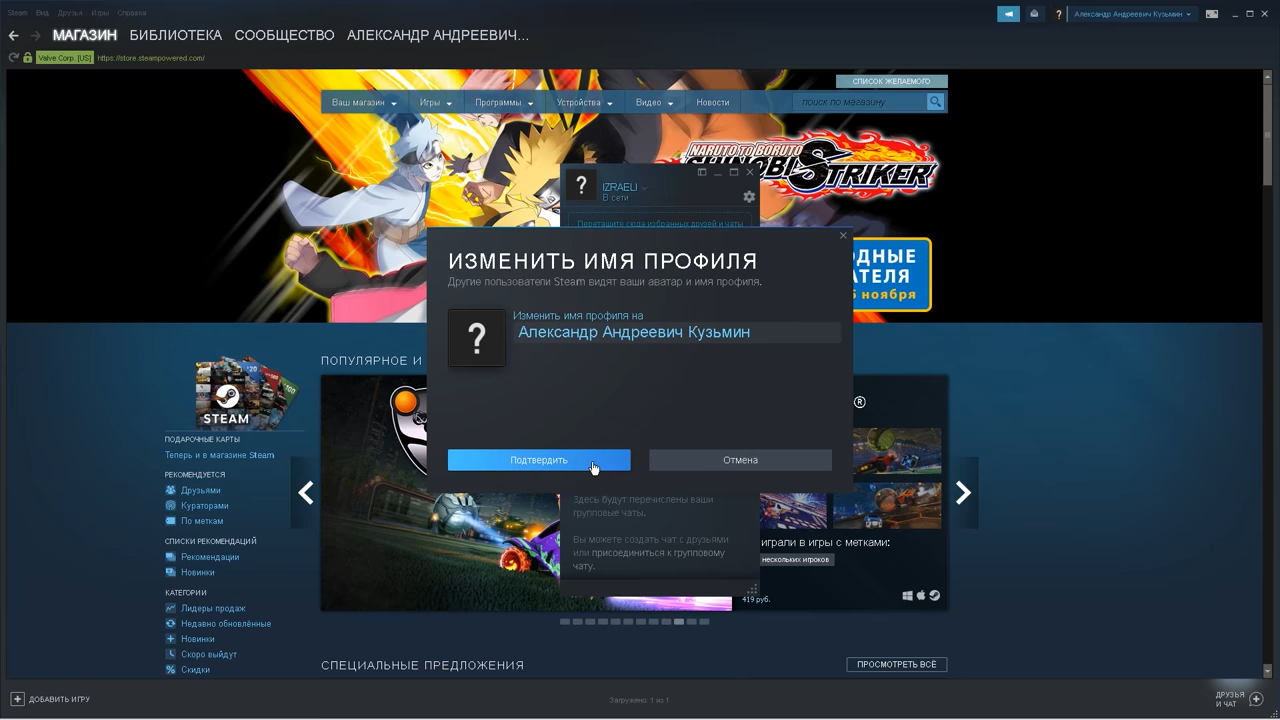 Steam Вид Друзья Игры Справка
Александр Андреевич Кузьмин
МАГАЗИН БИБЛИОТЕКА СООБЩЕСТВО АЛЕКСАНДР АНДРЕЕВИЧ...
Valve Corp. [US] https://store.steampowered.com/
СПИСОК ЖЕЛАЕМОГО
Ваш магазин Игры Программы Устройства Видео Новости поиск по магазину
NARUTO TO BORUTO
SHINOBI STRIKER
IZRAELI
В сети
Перетащите сюда избранных друзей и чаты
ИЗМЕНИТЬ ИМЯ ПРОФИЛЯ
Другие пользователи Steam видят ваши аватар и имя профиля.
Изменить имя профиля на
Александр Андреевич Кузьмин
Подтвердить Отмена
ОДНЫЕ
АТЕЛЯ
5 ноября
ПОПУЛЯРНОЕ И
STEAM
ПОДАРОЧНЫЕ КАРТЫ
Теперь и в магазине Steam
РЕКОМЕНДУЕТСЯ
Друзьями
Кураторами
По меткам
СПИСКИ РЕКОМЕНДАЦИЙ
Рекомендации
Новинки
КАТЕГОРИИ
Лидеры продаж
Недавно обновлённые
Новинки
Скоро выйдут
Скидки
Здесь будут перечислены ваши
групповые чаты.
Вы можете создать чат с друзьями
или присоединиться к групповому
чату.
®
играли в игры с метками:
нескольких игроков
419 руб.
СПЕЦИАЛЬНЫЕ ПРЕДЛОЖЕНИЯ
ПРОСМОТРЕТЬ ВСЁ
ДОБАВИТЬ ИГРУ
Загружено: 1 из 1
ДРУЗЬЯ
И ЧАТ